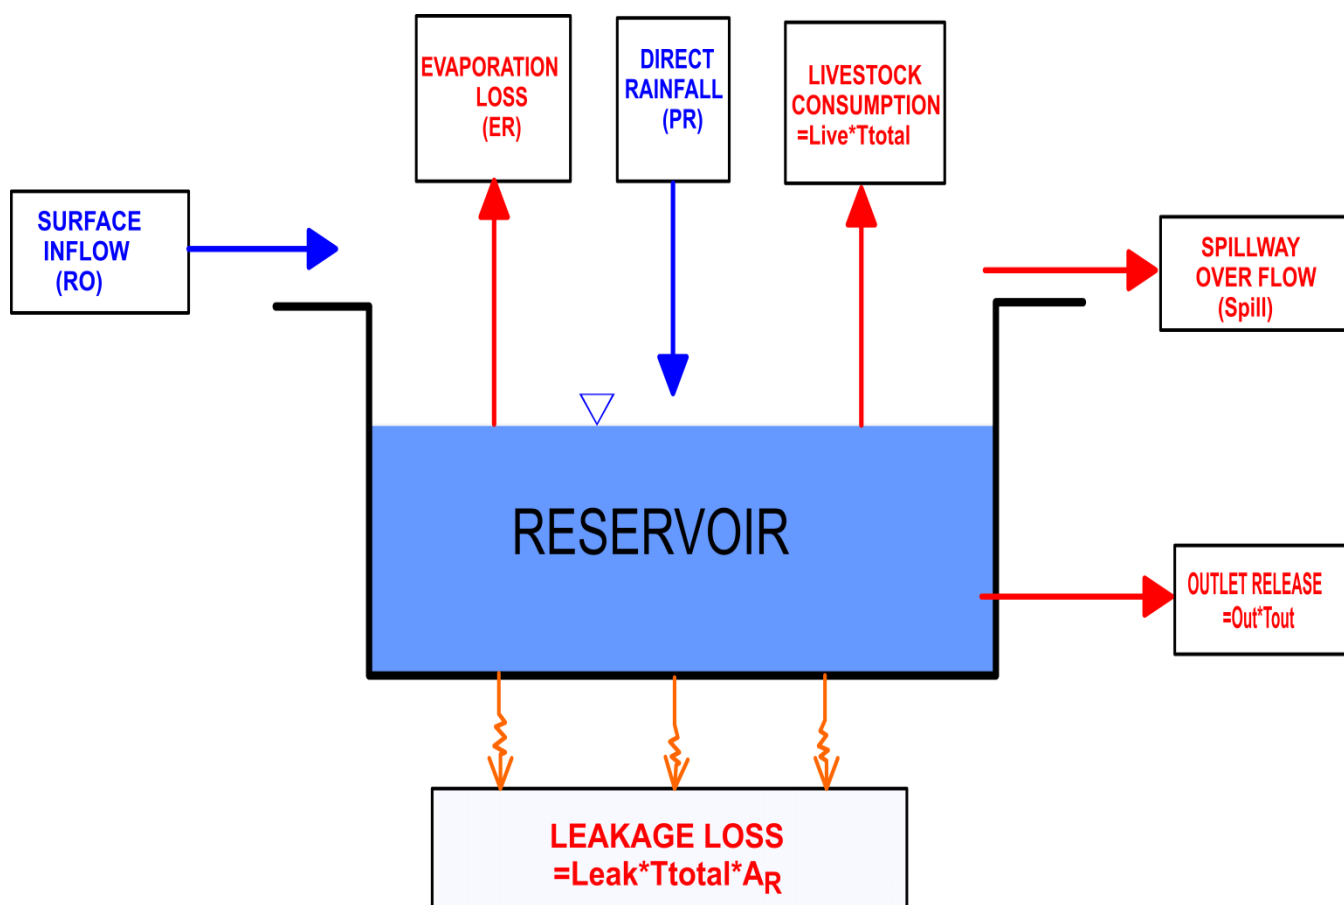 EVAPORATION
LOSS
(ER)
DIRECT
RAINFALL
(PR)
LIVESTOCK
CONSUMPTION
=Live*Ttotal
SURFACE
INFLOW
(RO)
SPILLWAY
OVER FLOW
(Spill)
RESERVOIR
OUTLET RELEASE
=Out*Tout
LEAKAGE LOSS
=Leak*Ttotal*AR